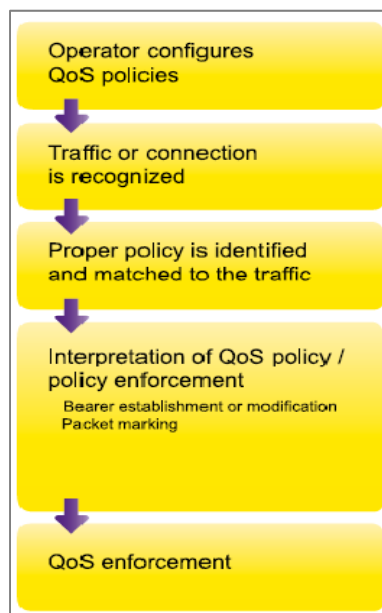 Operator configures
QoS policies
Traffic or connection
is recognized
Proper policy is identified
and matched to the traffic
Interpretation of QoS policy /
policy enforcement
Bearer establishment or modification
Packet marking
QoS enforcement